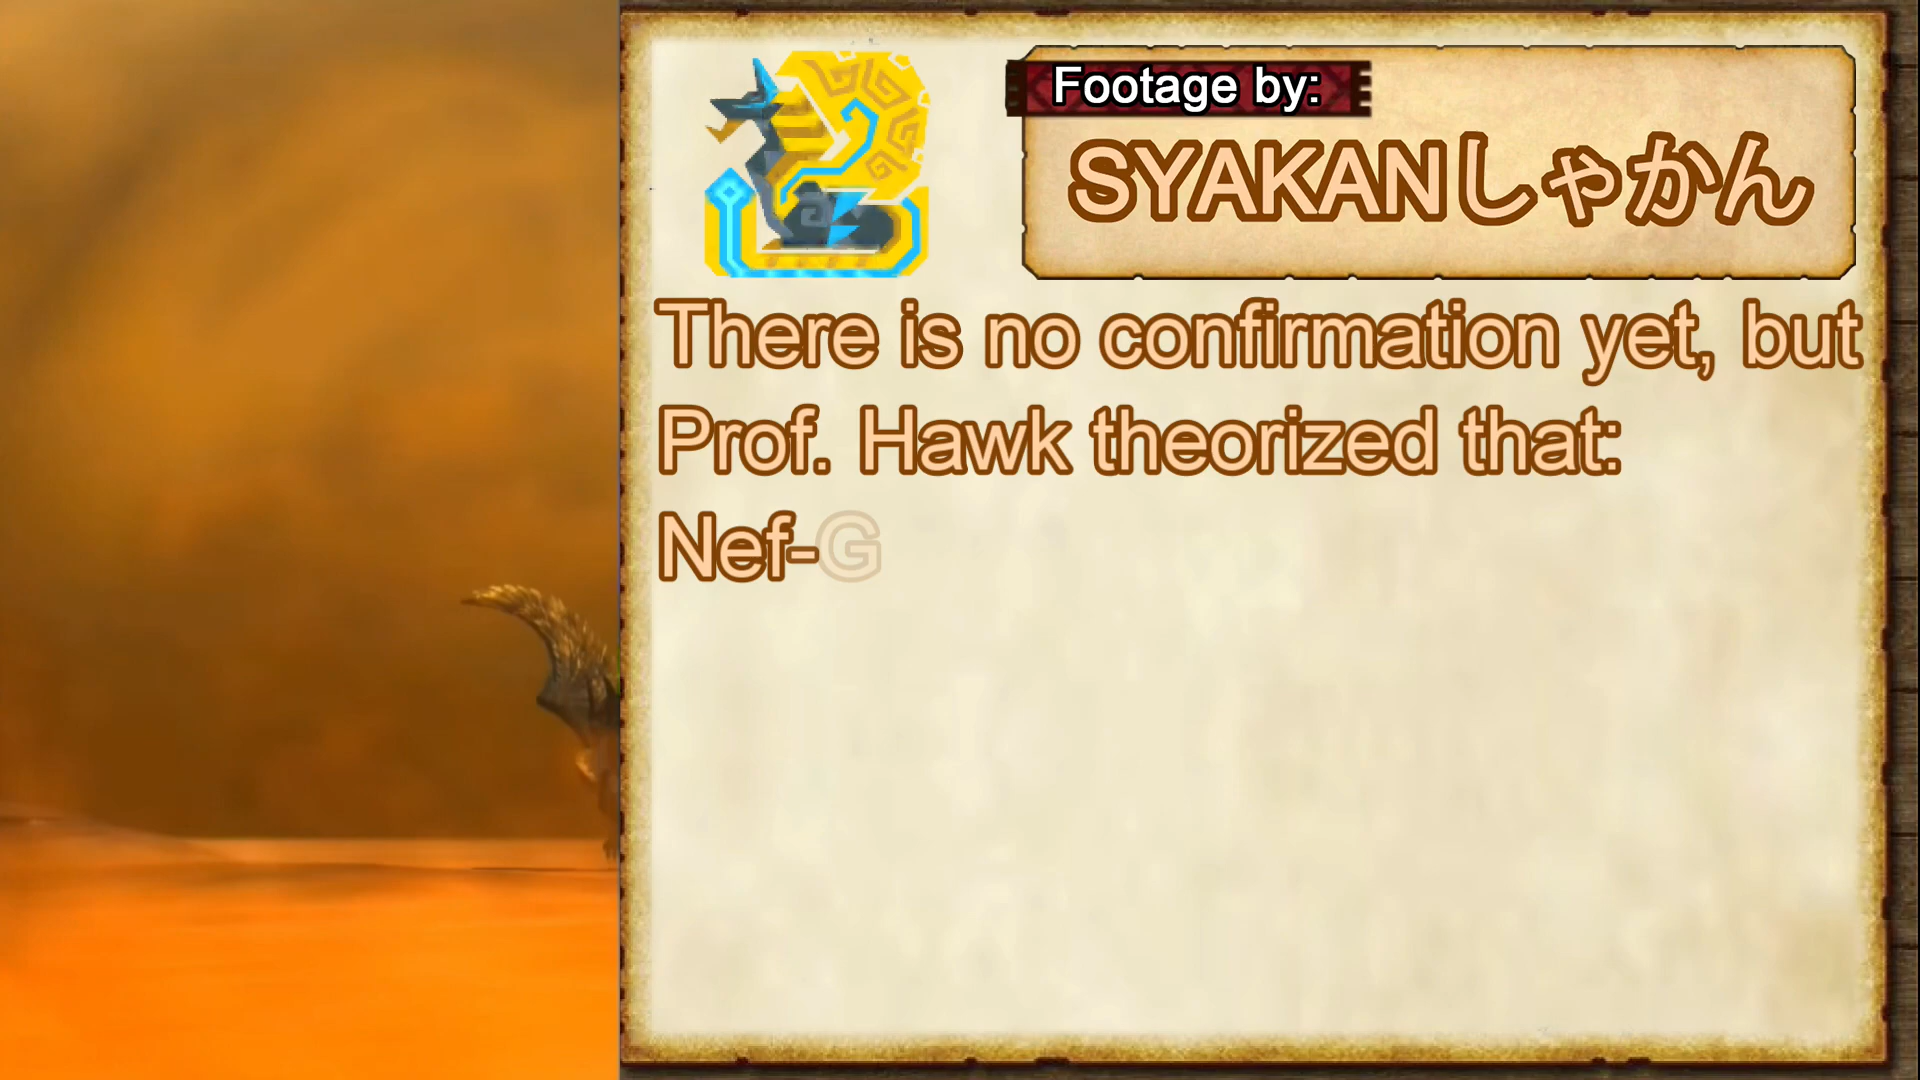 Footage by:
SYAKANしゃかん
There is no confirmation yet, but
Prof. Hawk theorized that:
Nef-G